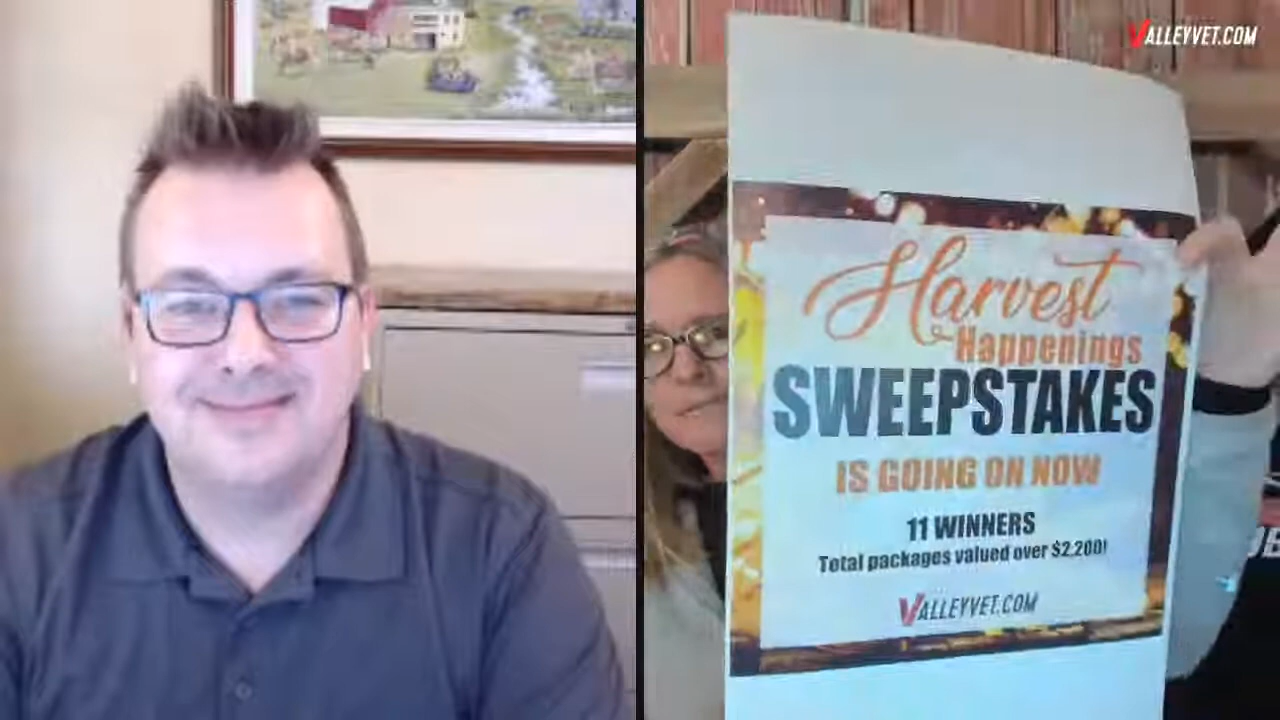 VALLEYVET.COM
Harvest
Happenings
SWEEPSTAKES
IS GOING ON NOW
11 WINNERS
Total packages valued over $2,200!
VALLEYVET.COM